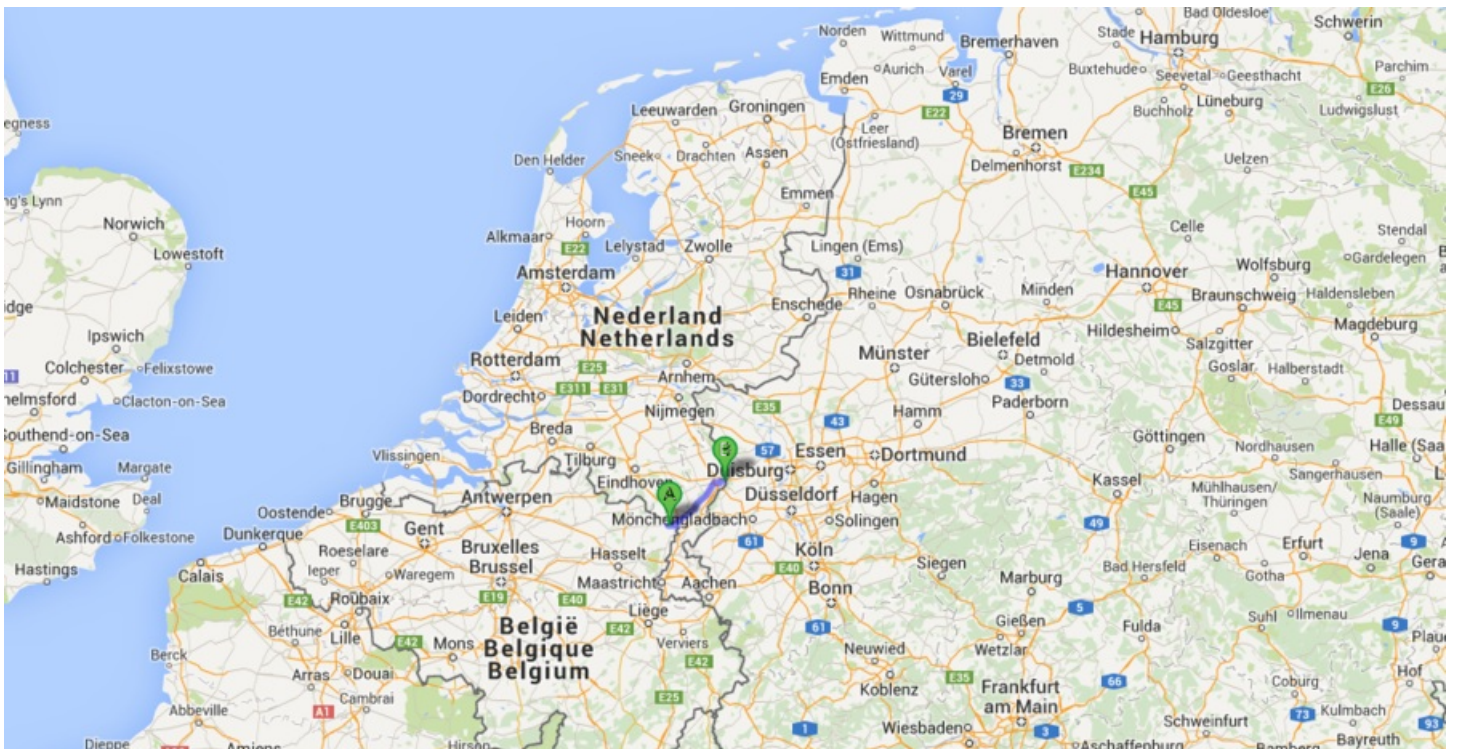 Bad Oldesloe
Schwerin
Norden
Wittmund
Bremerhaven
Stade
Hamburg
Emden
Aurich
Varel
Buxtehude
Seevetal
Geesthacht
Parchim
29
E26
Leeuwarden
Groningen
E22
Buchholz
Lüneburg
Ludwigslust
egness
Leer
(Ostfriesland)
Bremen
Den Helder
Sneek
Drachten
Assen
Delmenhorst
E234
Uelzen
Emmen
E45
ng's Lynn
Norwich
Hoorn
Celle
Stendal
Alkmaar
E22
Lelystad
Zwolle
Lingen (Ems)
Lowestoft
Gardelegen
Amsterdam
31
Hannover
Wolfsburg
Enschede
Rheine
Osnabrück
Minden
E45
Braunschweig
Haldensleben
dge
Leiden
Nederland
Netherlands
Ipswich
Hildesheim
Salzgitter
Magdeburg
Bielefeld
Colchester
Felixstowe
Rotterdam
E25
Arnhem
Münster
Detmold
Goslar
Halberstadt
11
E311
E31
Gütersloh
33
helmsford
Clacton-on-Sea
Dordrecht
Nijmegen
E35
Hamm
Paderborn
Dessau
Southend-on-Sea
Breda
43
E49
Göttingen
Nordhausen
Halle (Saa
Gillingham
Margate
Vlissingen
Tilburg
57
Essen
Dortmund
Duisburg
Sangerhausen
Eindhoven
Kassel
Maidstone
Deal
Brugge
Antwerpen
A
Düsseldorf
Hagen
Mühlhausen/
Thüringen
Naumburg
(Saale)
Oostende
Mönchengladbach
Solingen
49
Ashford
Folkestone
Dunkerque
E403
Gent
61
Eisenach
Erfurt
9
Jena
Gera
Hastings
Calais
Roeselare
Ieper
Waregem
Bruxelles
Brussel
Hasselt
Maastricht
Aachen
Köln
E40
Siegen
Bad Hersfeld
Gotha
Bonn
Marburg
E42
Roubaix
E19
E40
Liège
5
Suhl
Ilmenau
Béthune
Lille
E42
Mons
België
Belgique
Belgium
E42
Verviers
61
Gießen
Fulda
9
Plau
Berck
E42
Neuwied
Wetzlar
Arras
Douai
E35
66
Coburg
Hof
Cambrai
E25
Koblenz
Frankfurt
am Main
Abbeville
A1
73
Kulmbach
93
1
Wiesbaden
3
Schweinfurt
Dieppe
Amiens
Hirson
Aschaffenburg
Bamberg
Bayreuth